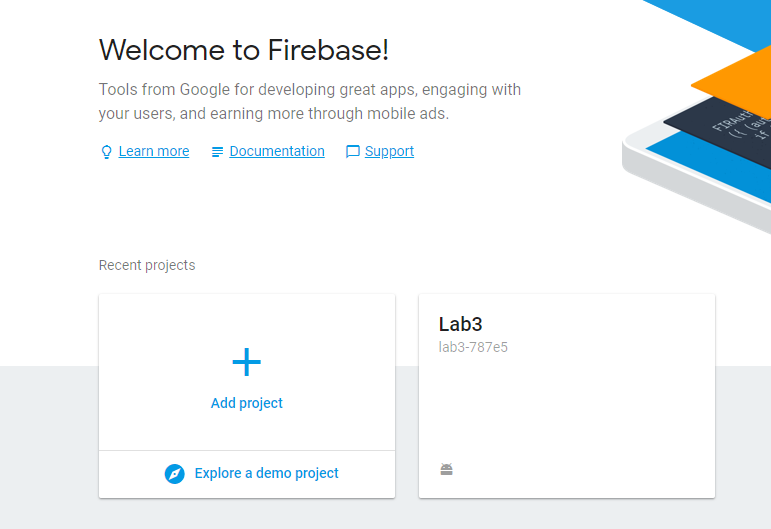 Welcome to Firebase!
Tools from Google for developing great apps, engaging with
your users, and earning more through mobile ads.
Learn more Documentation Support
Recent projects
Add project
Explore a demo project
Lab3
lab3-787e5